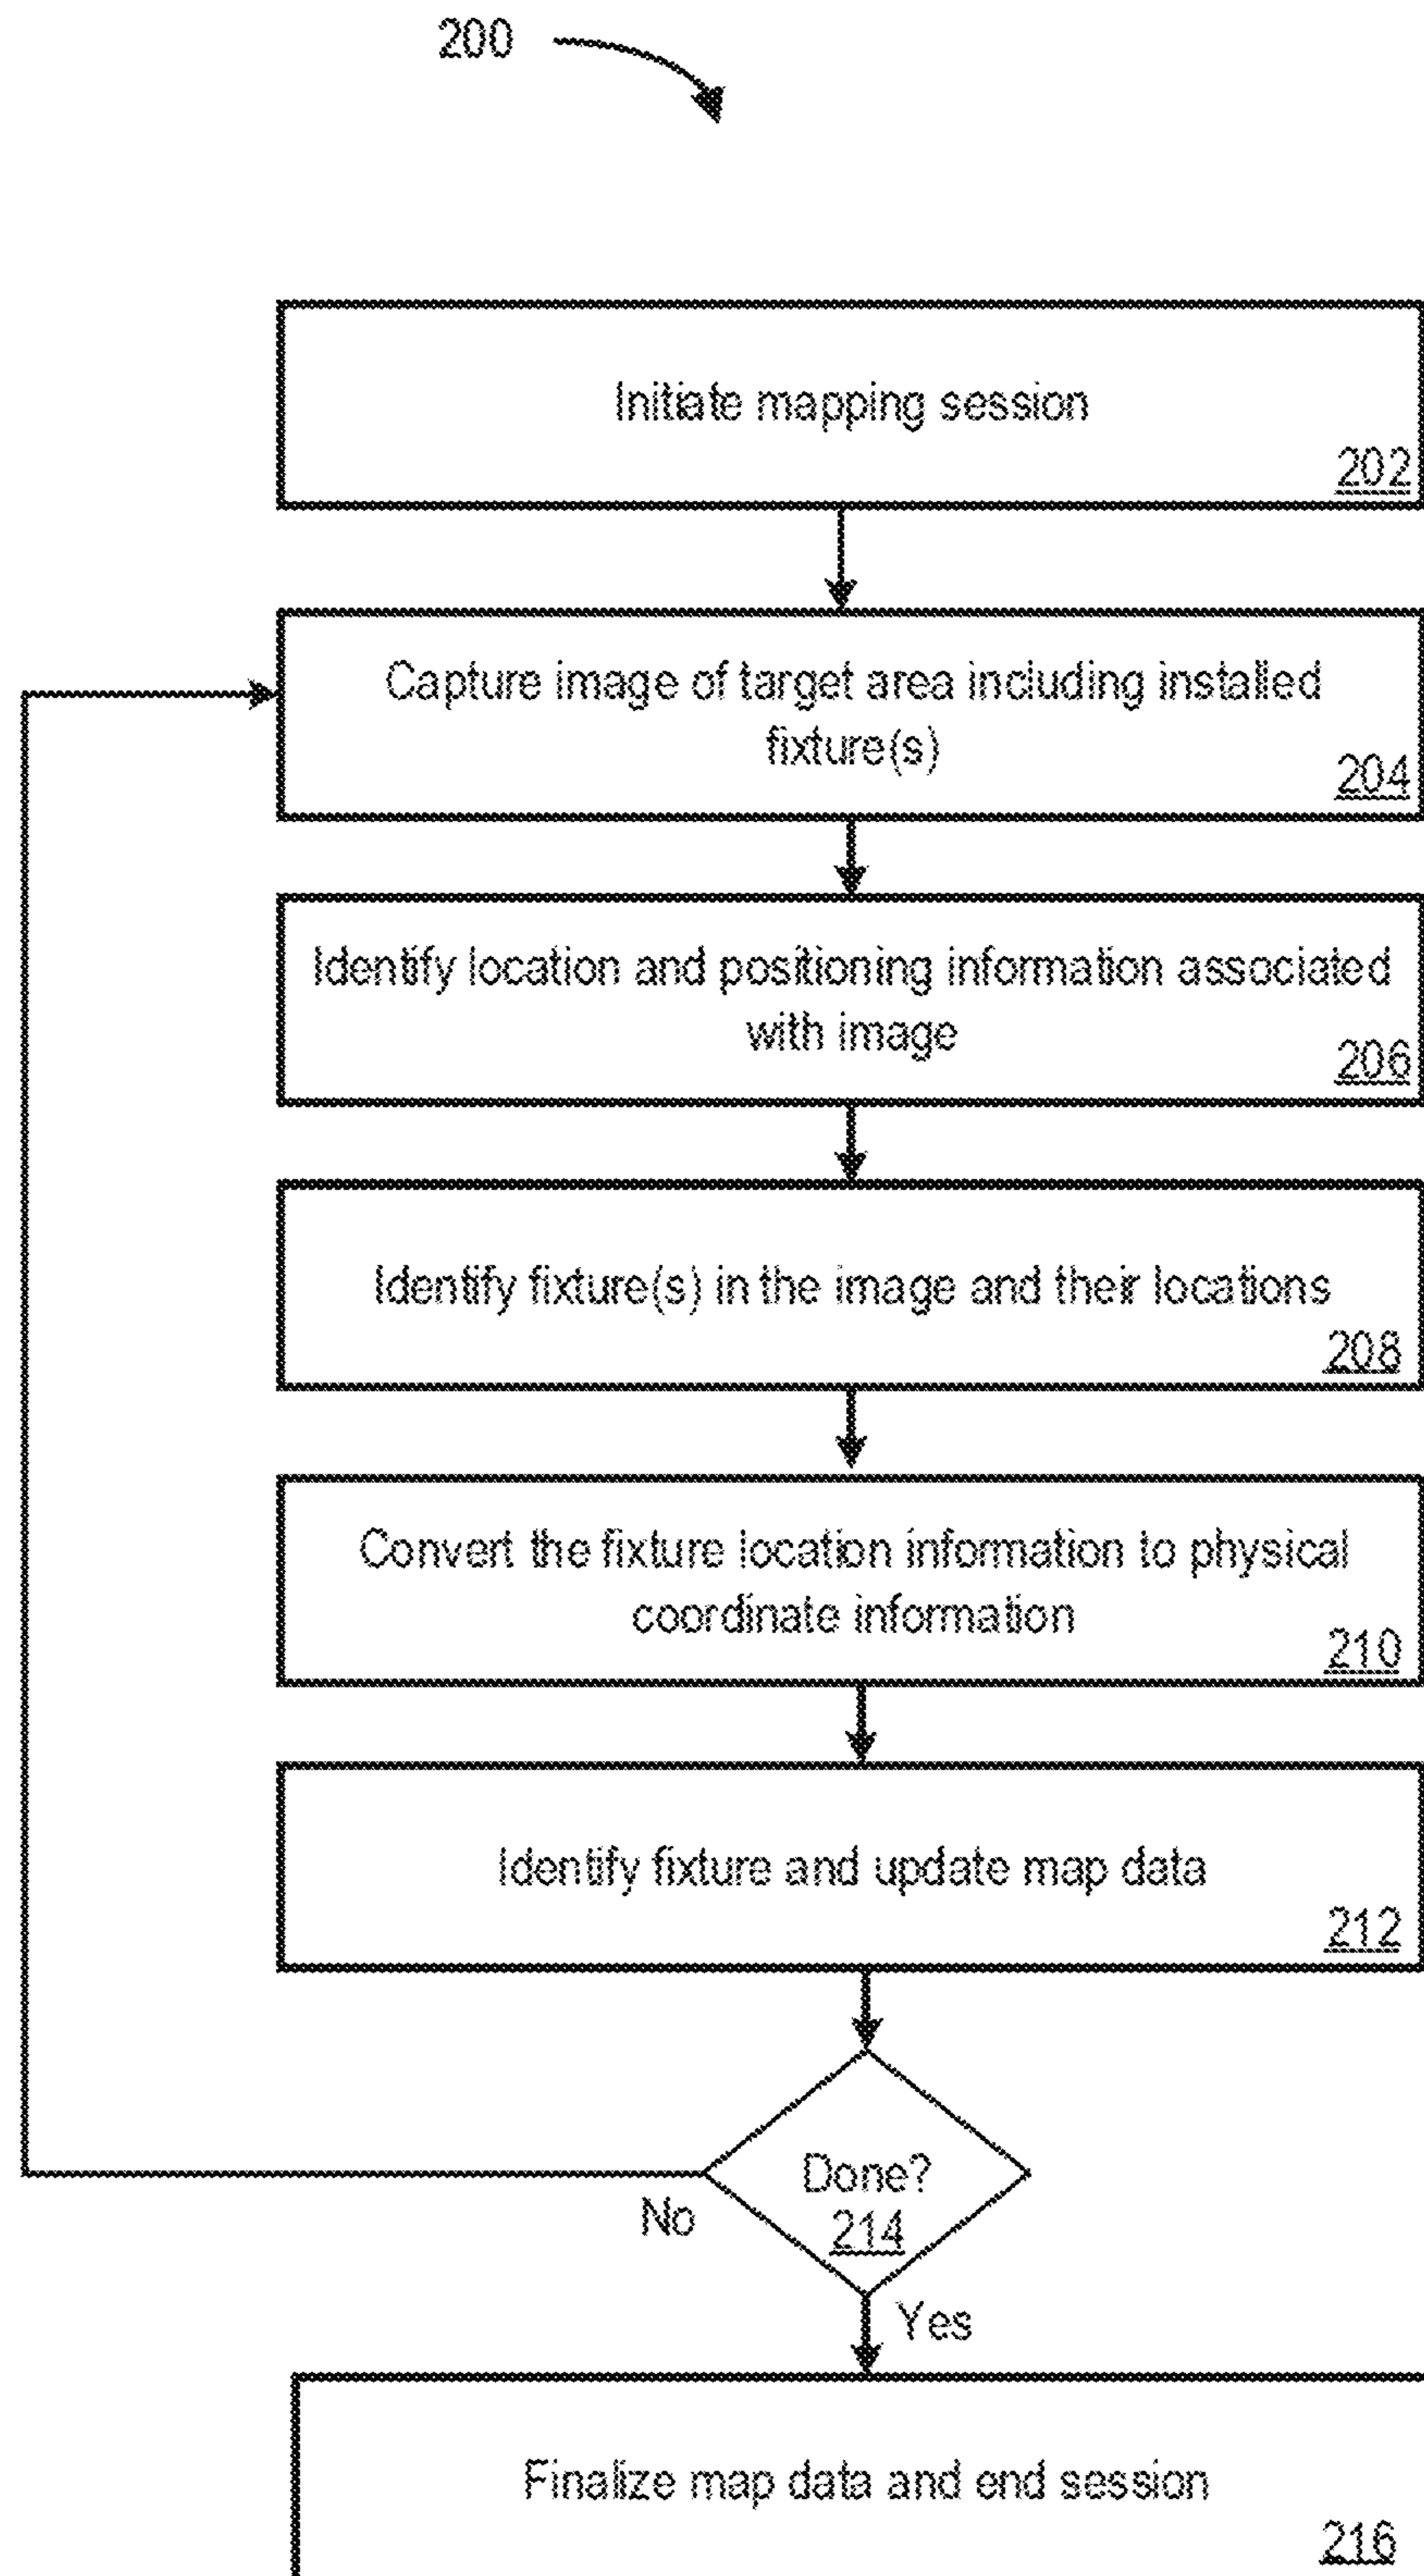 200
Initiate mapping session
202
Capture image of target area including installed
fixture(s)
204
Identify location and positioning information associated
with image
206
Identify fixture(s) in the image and their locations
208
Convert the fixture location information to physical
coordinate information
210
Identify fixture and update map data
212
Done?
214
No
Yes
Finalize map data and end session
216